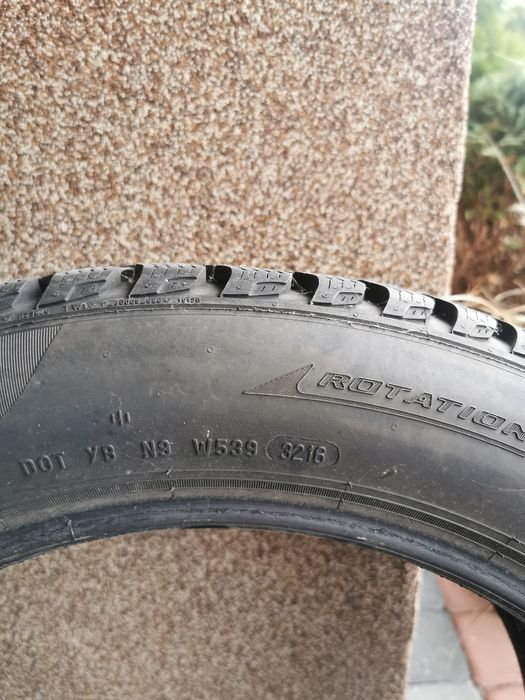 ROTATION
DOT YB N9 W539 3216